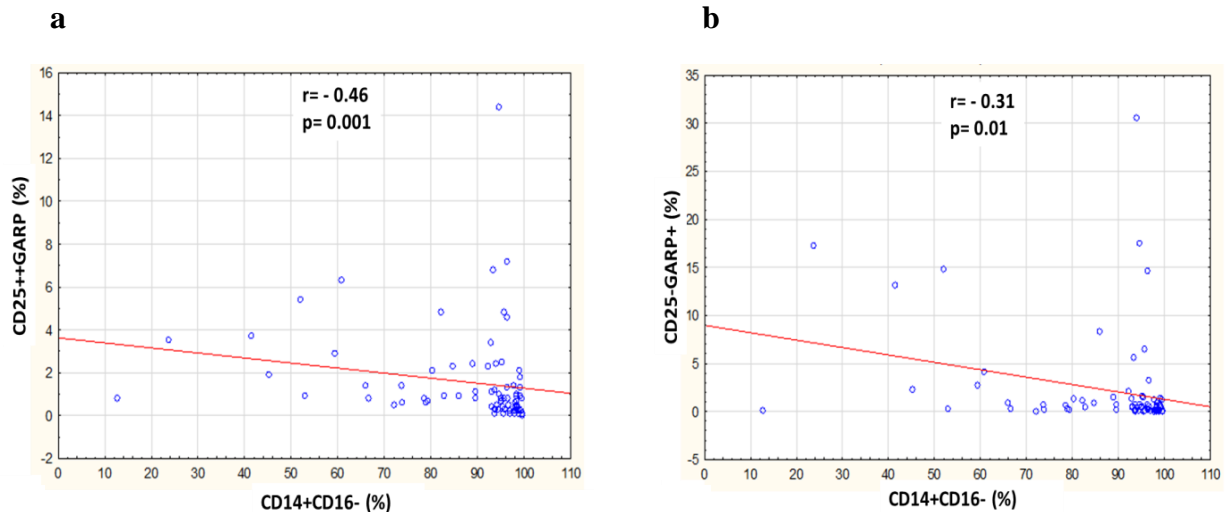 a
b
16
14
12
10
8
6
4
2
0
-2
CD25++GARP (%)
r= - 0.46
p= 0.001
0 10 20 30 40 50 60 70 80 90 100 110
CD14+CD16- (%)
35
30
25
20
15
10
5
0
-5
CD25-GARP+ (%)
r= - 0.31
p= 0.01
0 10 20 30 40 50 60 70 80 90 100 110
CD14+CD16- (%)